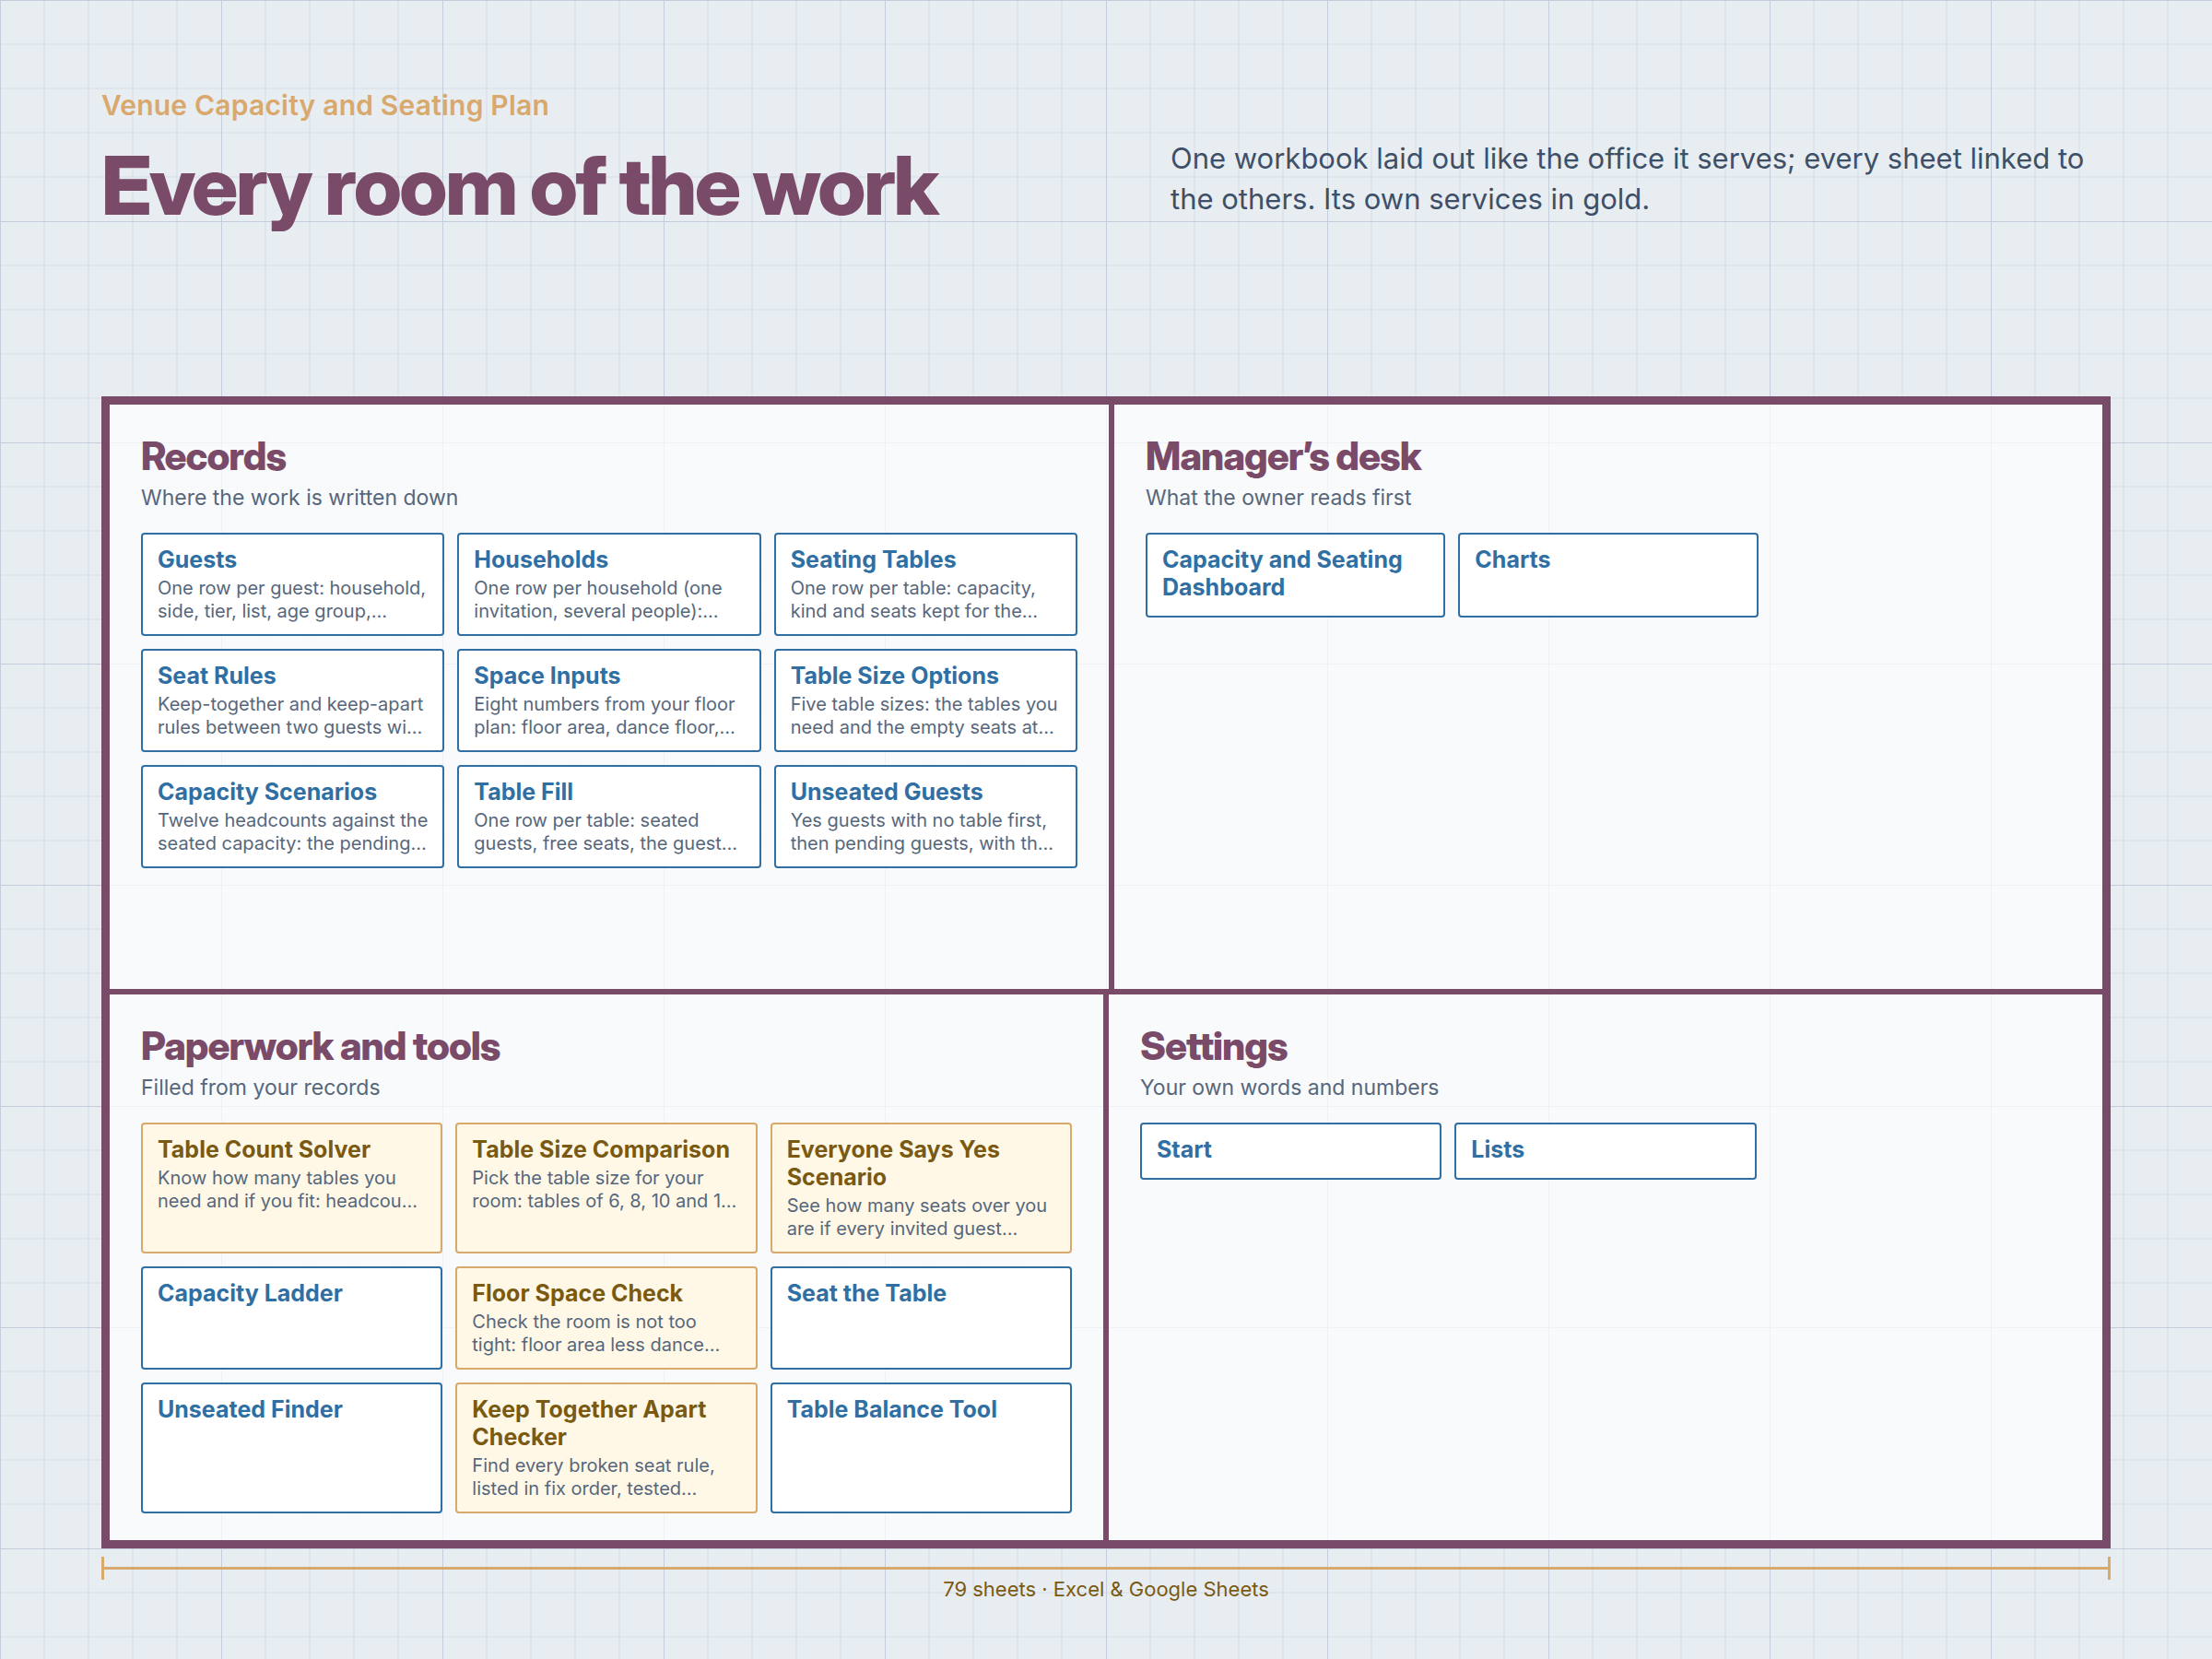 Venue Capacity and Seating Plan
Every room of the work
One workbook laid out like the office it serves; every sheet linked to
the others. Its own services in gold.
Records
Where the work is written down
Guests
One row per guest: household,
side, tier, list, age group,...
Households
One row per household (one
invitation, several people):...
Seating Tables
One row per table: capacity,
kind and seats kept for the...
Seat Rules
Keep-together and keep-apart
rules between two guests wi...
Space Inputs
Eight numbers from your floor
plan: floor area, dance floor,...
Table Size Options
Five table sizes: the tables you
need and the empty seats at...
Capacity Scenarios
Twelve headcounts against the
seated capacity: the pending...
Table Fill
One row per table: seated
guests, free seats, the guest...
Unseated Guests
Yes guests with no table first,
then pending guests, with th...
Manager’s desk
What the owner reads first
Capacity and Seating
Dashboard
Charts
Paperwork and tools
Filled from your records
Table Count Solver
Know how many tables you
need and if you fit: headcou...
Table Size Comparison
Pick the table size for your
room: tables of 6, 8, 10 and 1...
Everyone Says Yes
Scenario
See how many seats over you
are if every invited guest...
Capacity Ladder
Floor Space Check
Check the room is not too
tight: floor area less dance...
Seat the Table
Unseated Finder
Keep Together Apart
Checker
Find every broken seat rule,
listed in fix order, tested...
Table Balance Tool
Settings
Your own words and numbers
Start
Lists
79 sheets · Excel & Google Sheets